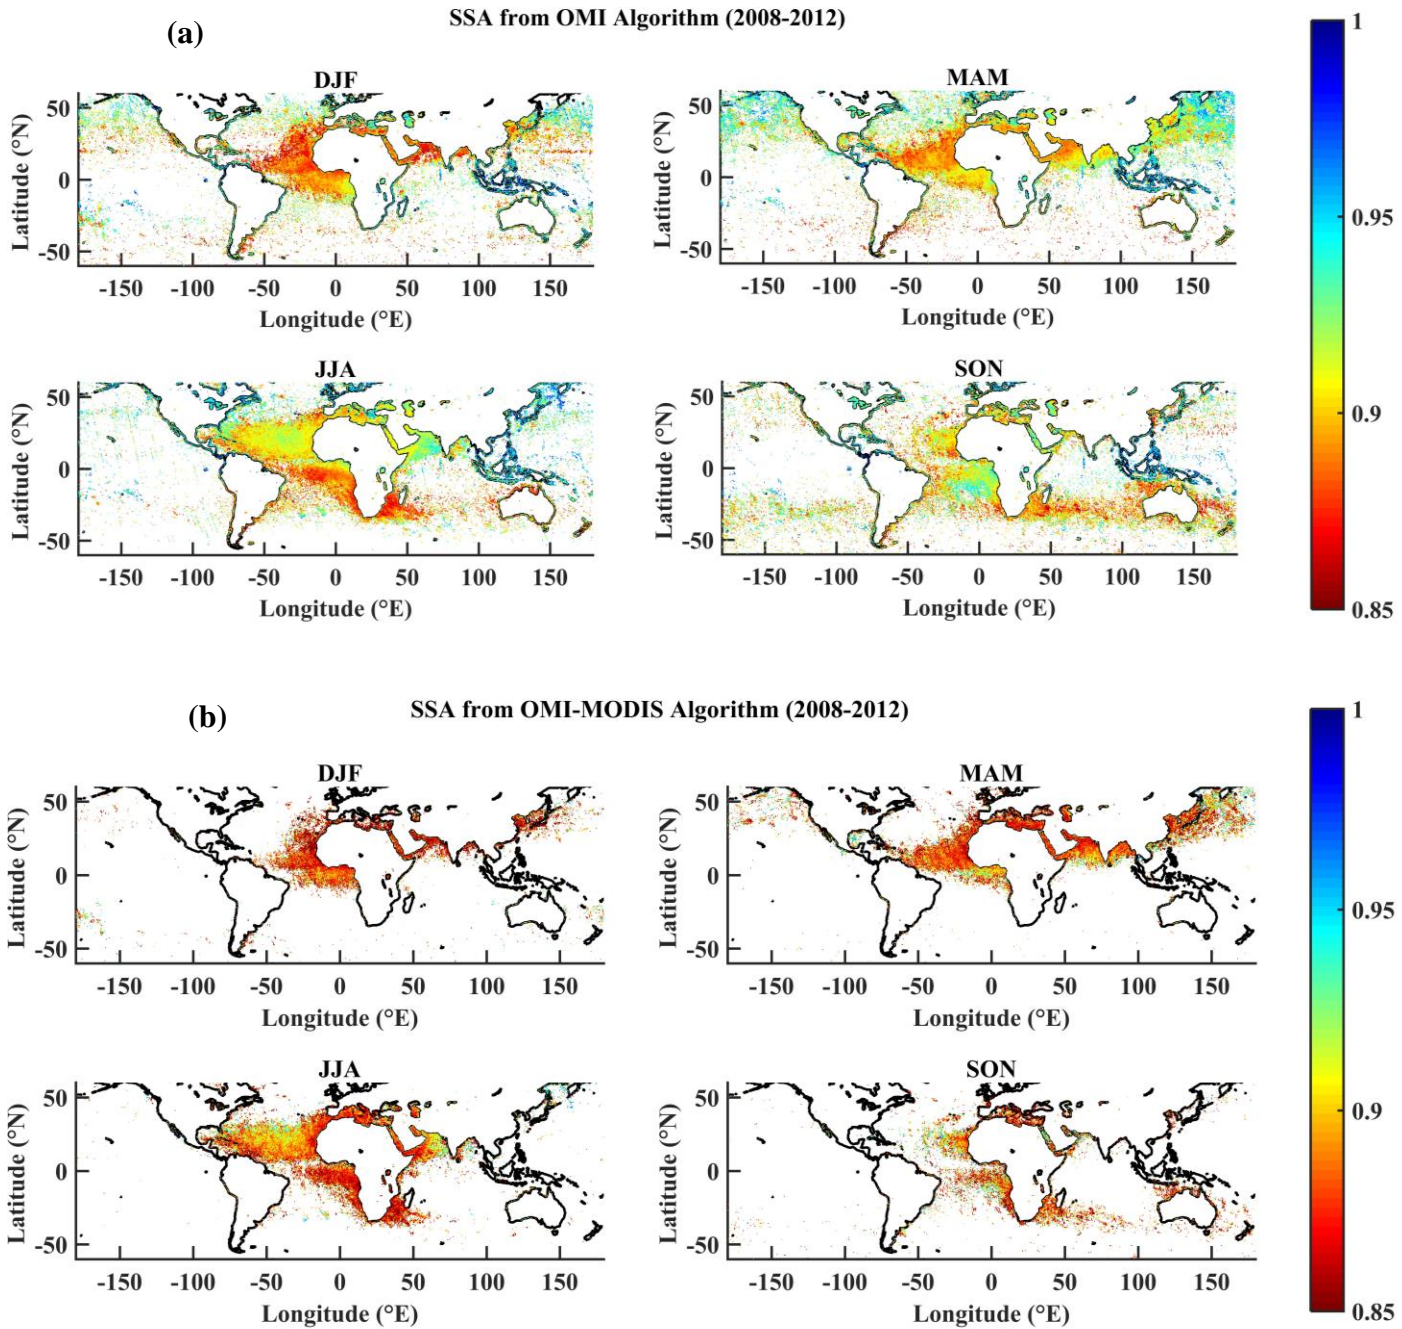 SSA from OMI Algorithm (2008-2012)
(a)
DJF
50
0
-50
Latitude (°N)
-150 -100 -50 0 50 100 150
Longitude (°E)
MAM
50
0
-50
Latitude (°N)
-150 -100 -50 0 50 100 150
Longitude (°E)
JJA
50
0
-50
Latitude (°N)
-150 -100 -50 0 50 100 150
Longitude (°E)
SON
50
0
-50
Latitude (°N)
-150 -100 -50 0 50 100 150
Longitude (°E)
1
0.95
0.9
0.85
(b)
SSA from OMI-MODIS Algorithm (2008-2012)
DJF
50
0
-50
Latitude (°N)
-150 -100 -50 0 50 100 150
Longitude (°E)
MAM
50
0
-50
Latitude (°N)
-150 -100 -50 0 50 100 150
Longitude (°E)
JJA
50
0
-50
Latitude (°N)
-150 -100 -50 0 50 100 150
Longitude (°E)
SON
50
0
-50
Latitude (°N)
-150 -100 -50 0 50 100 150
Longitude (°E)
1
0.95
0.9
0.85